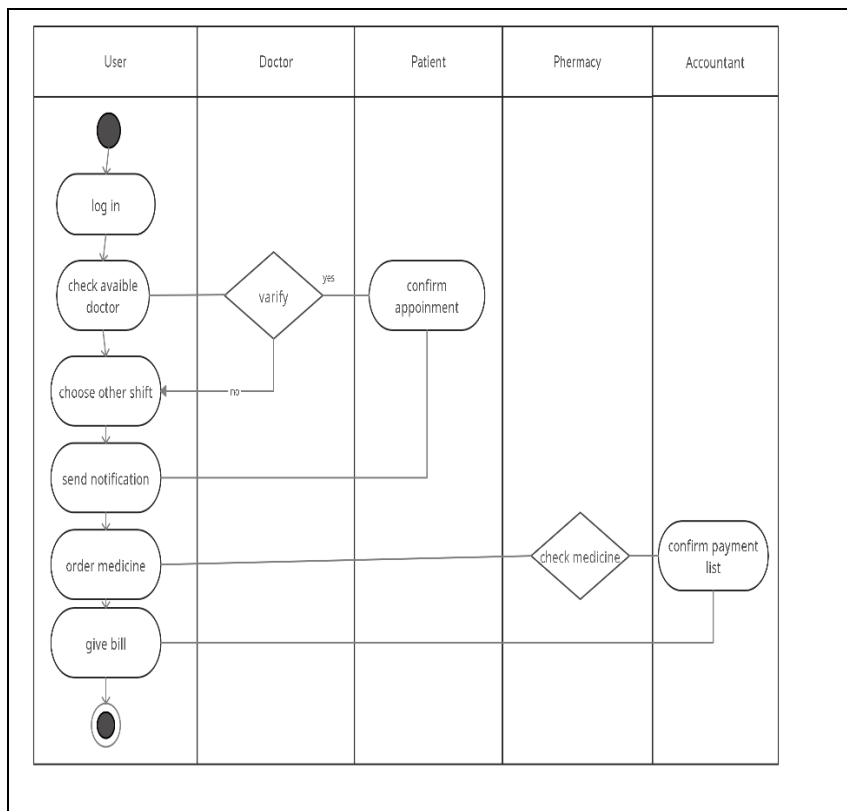 User
Doctor
Patient
Phermacy
Accountant
log in
check avaible
doctor
varify
yes
confirm
appoinment
choose other shift
no
send notification
order medicine
check medicine
confirm payment
list
give bill